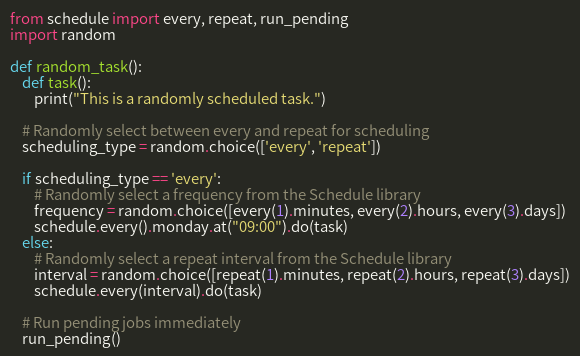 from schedule import every, repeat, run_pending
import random

def random_task():
    def task():
        print("This is a randomly scheduled task.")

    # Randomly select between every and repeat for scheduling
    scheduling_type = random.choice(['every', 'repeat'])

    if scheduling_type == 'every':
        # Randomly select a frequency from the Schedule library
        frequency = random.choice([every(1).minutes, every(2).hours, every(3).days])
        schedule.every().monday.at("09:00").do(task)
    else:
        # Randomly select a repeat interval from the Schedule library
        interval = random.choice([repeat(1).minutes, repeat(2).hours, repeat(3).days])
        schedule.every(interval).do(task)

    # Run pending jobs immediately
    run_pending()